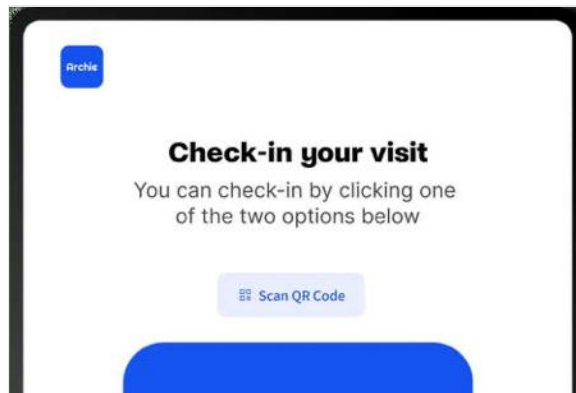 Archie
Check-in your visit
You can check-in by clicking one
of the two options below
Scan QR Code